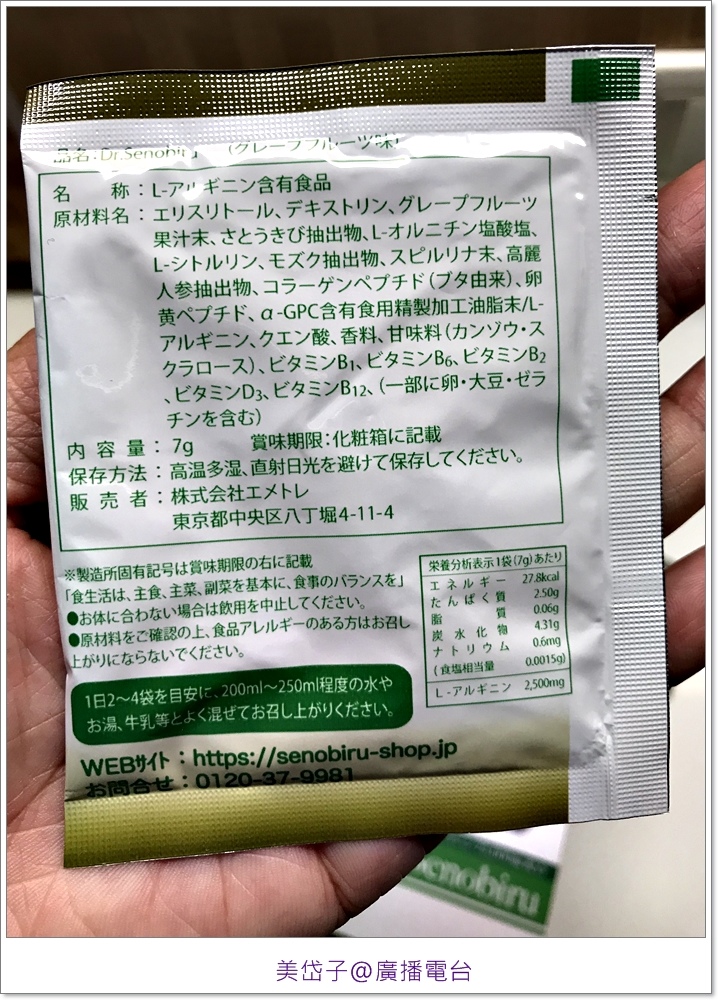 品名:Dr.Senobiru （グレープフルーツ味）
名　称：L-アルギニン含有食品
原材料名：エリスリトール、デキストリン、グレープフルーツ
果汁末、さとうきび抽出物、L-オルニチン塩酸塩、
L-シトルリン、モズク抽出物、スピルリナ末、高麗
人参抽出物、コラーゲンペプチド（ブタ由来）、卵
黄ペプチド、α-GPC含有食用精製加工油脂末/L-
アルギニン、クエン酸、香料、甘味料（カンゾウ・ス
クラロース）、ビタミンB1、ビタミンB6、ビタミンB2
、ビタミンD3、ビタミンB12、（一部に卵・大豆・ゼラ
チンを含む）
内容量：7g　賞味期限:化粧箱に記載
保存方法：高温多湿、直射日光を避けて保存してください。
販売者：株式会社エメトレ
東京都中央区八丁堀4-11-4
※製造所固有記号は賞味期限の右に記載
「食生活は、主食、主菜、副菜を基本に、食事のバランスを」
●お体に合わない場合は飲用を中止してください。
●原材料をご確認の上、食品アレルギーのある方はお召し
上がりにならないでください。
1日2〜4袋を目安に、200ml〜250ml程度の水や
お湯、牛乳等とよく混ぜてお召し上がりください。
栄養分析表示1袋(7g)あたり
エネルギー 27.8kcal
たんぱく質 2.50g
脂質 0.06g
炭水化物 4.31g
ナトリウム 0.6mg
(食塩相当量 0.0015g)
L-アルギニン 2,500mg
WEBサイト：https://senobiru-shop.jp
お問合せ：0120-37-9981
Senobiru
美岱子@廣播電台